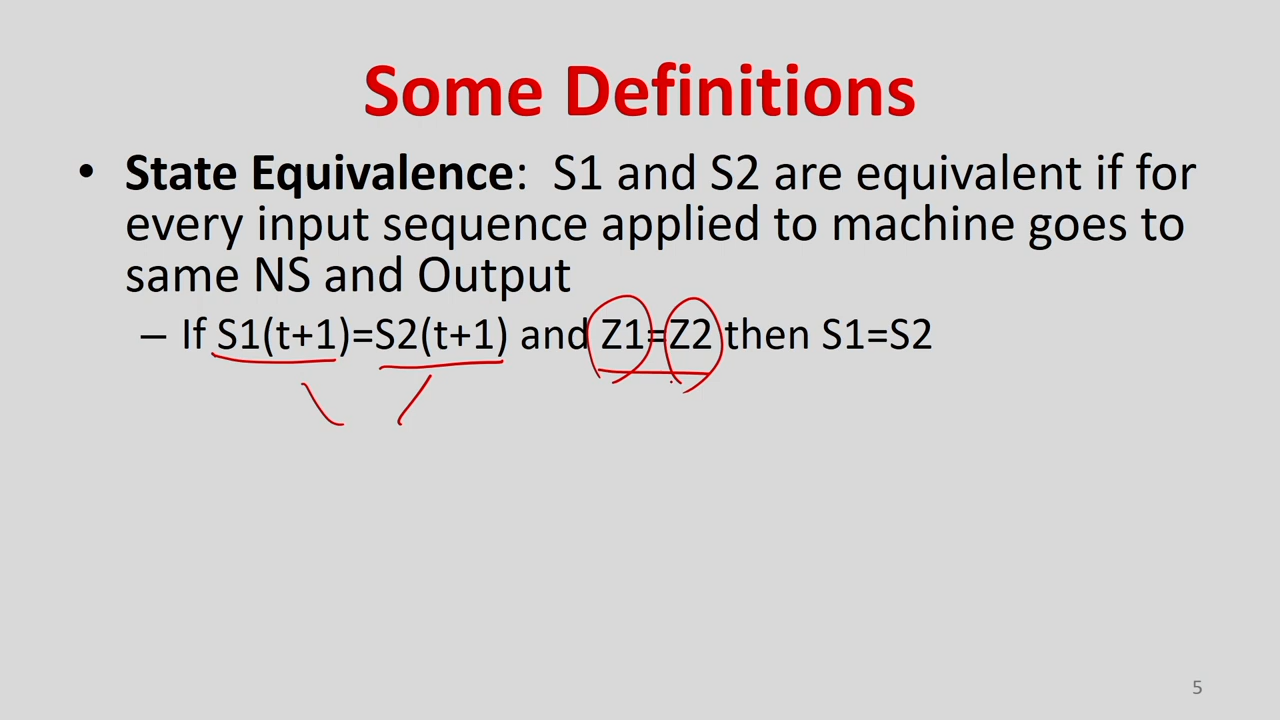 Some Definitions
• State Equivalence: S1 and S2 are equivalent if for
every input sequence applied to machine goes to
same NS and Output
– If S1(t+1)=S2(t+1) and Z1=Z2 then S1=S2
5